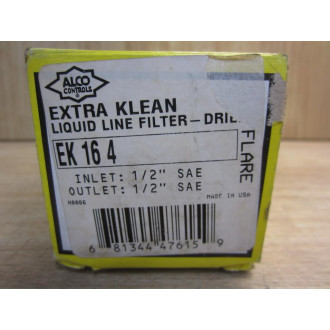 ALCO
CONTROLS
EXTRA KLEAN
LIQUID LINE FILTER-DRIE
EK 16 4
FLARE
INLET: 1/2" SAE
OUTLET: 1/2" SAE
MADE IN USA
6 81344 47615 9